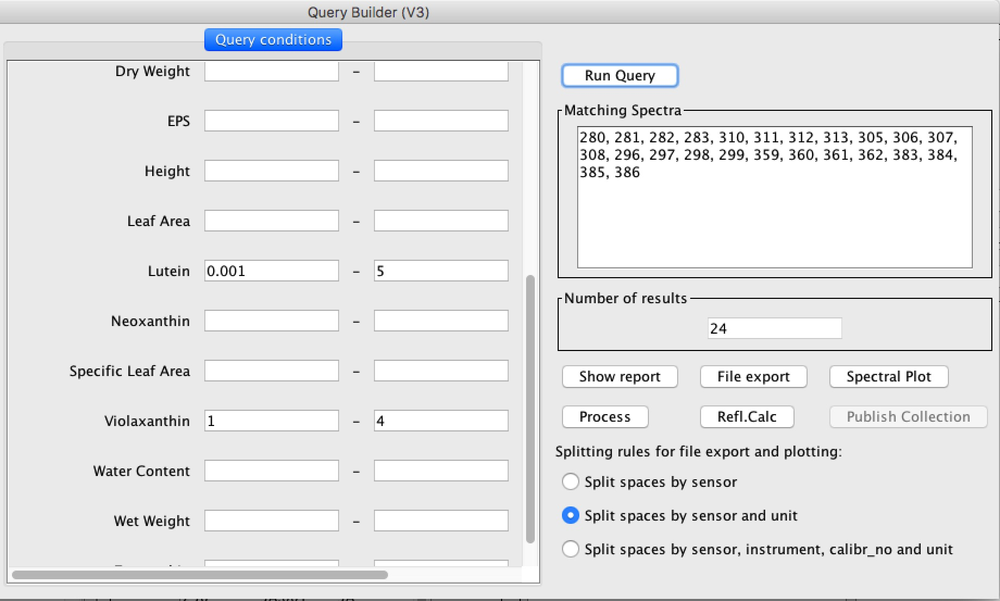 Query Builder (V3)
Query conditions
Dry Weight –
EPS –
Height –
Leaf Area –
Lutein 0.001 – 5
Neoxanthin –
Specific Leaf Area –
Violaxanthin 1 – 4
Water Content –
Wet Weight –
Run Query
Matching Spectra
280, 281, 282, 283, 310, 311, 312, 313, 305, 306, 307,
308, 296, 297, 298, 299, 359, 360, 361, 362, 383, 384,
385, 386
Number of results
24
Show report File export Spectral Plot
Process Refl.Calc Publish Collection
Splitting rules for file export and plotting:
Split spaces by sensor
Split spaces by sensor and unit
Split spaces by sensor, instrument, calibr_no and unit